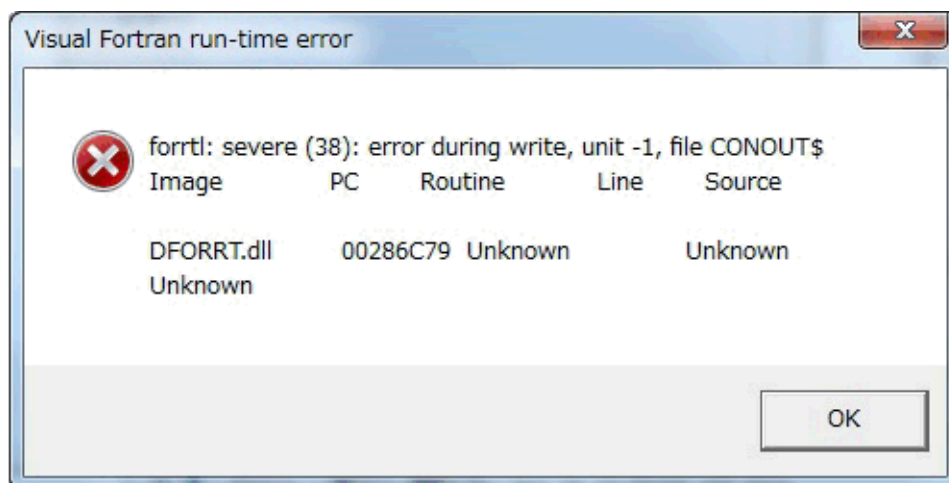 Visual Fortran run-time error
forrtl: severe (38): error during write, unit -1, file CONOUT$
Image PC Routine Line Source
DFORRT.dll 00286C79 Unknown Unknown
Unknown
OK